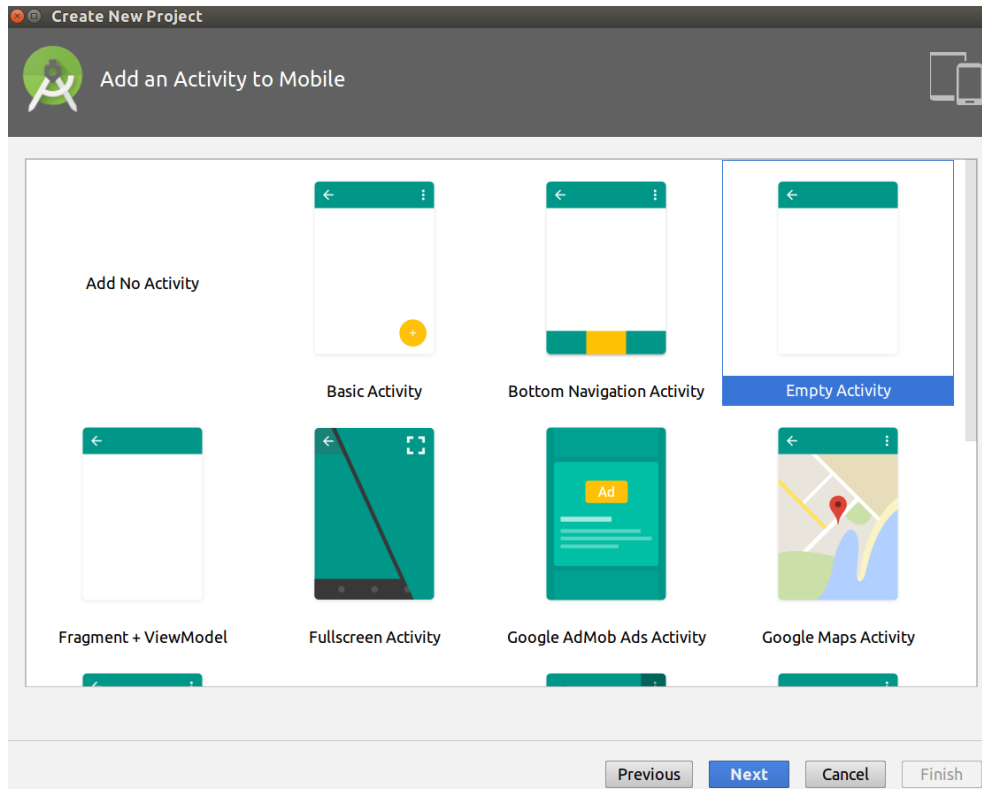 Create New Project
Add an Activity to Mobile
Add No Activity
Basic Activity
Bottom Navigation Activity
Empty Activity
Ad
Fragment + ViewModel
Fullscreen Activity
Google AdMob Ads Activity
Google Maps Activity
Previous
Next
Cancel
Finish